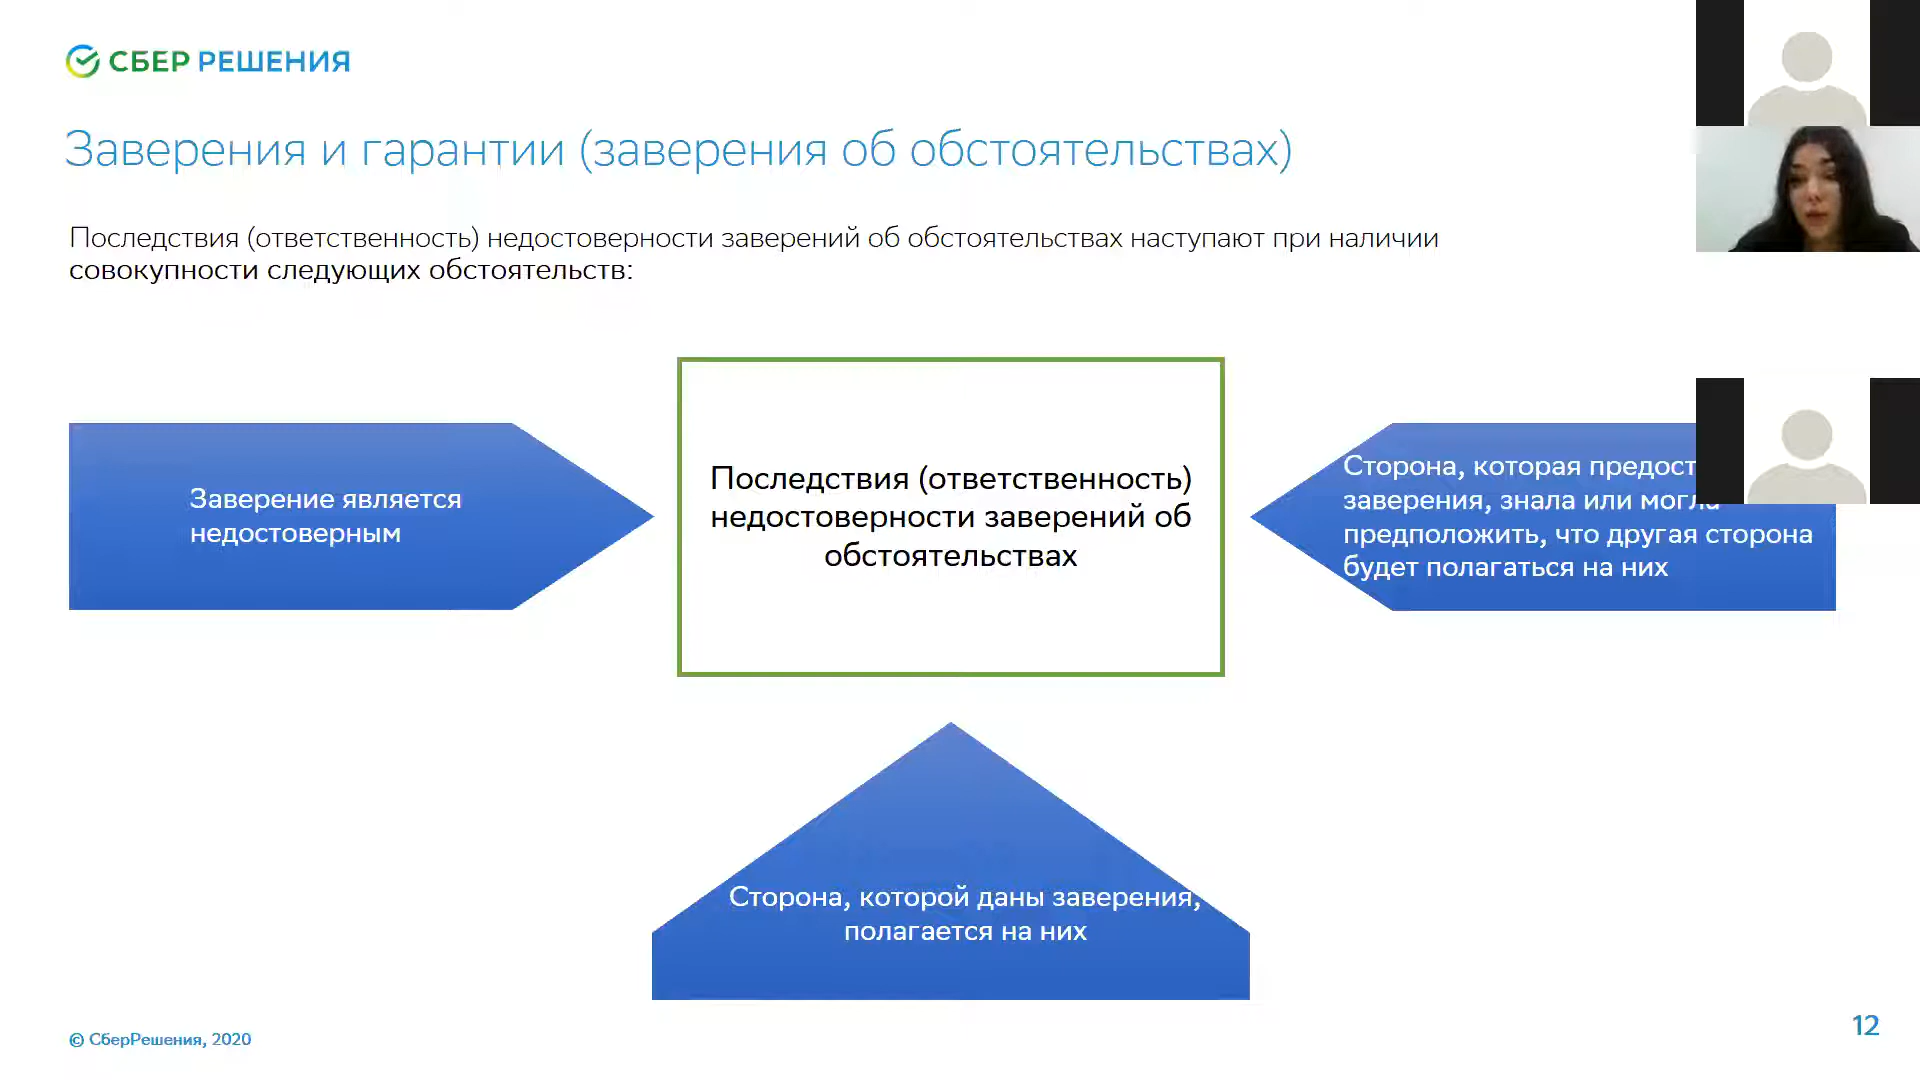 СБЕР РЕШЕНИЯ
Заверения и гарантии (заверения об обстоятельствах)
Последствия (ответственность) недостоверности заверений об обстоятельствах наступают при наличии
совокупности следующих обстоятельств:
Заверение является
недостоверным
Последствия (ответственность)
недостоверности заверений об
обстоятельствах
Сторона, которая
заверения, знала или могла
предположить, что другая сторона
будет полагаться на них
Сторона, которой даны заверения,
полагается на них
© СберРешения, 2020
12